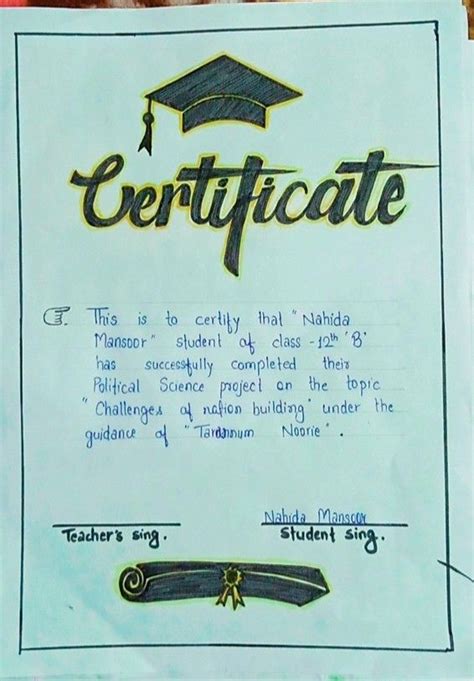 Certificate
This is to certify that "Nahida
Mansoor" student of class -12th 'B'
has successfully completed their
Political Science project on the topic
"Challenges of nation building" under the
guidance of "Tarannum Noorie".
Nahida Mansoor
Teacher's sing.
Student sing.